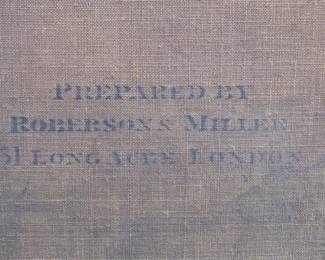 PREPARED BY
ROBERSON & MILLER
51 LONG ACRE LONDON